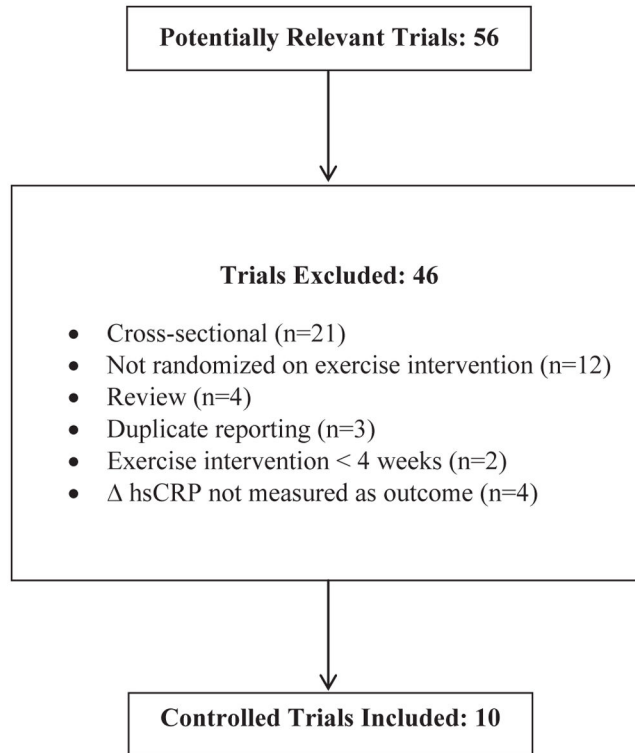 Potentially Relevant Trials: 56
Trials Excluded: 46
• Cross-sectional (n=21)
• Not randomized on exercise intervention (n=12)
• Review (n=4)
• Duplicate reporting (n=3)
• Exercise intervention < 4 weeks (n=2)
• Δ hsCRP not measured as outcome (n=4)
Controlled Trials Included: 10